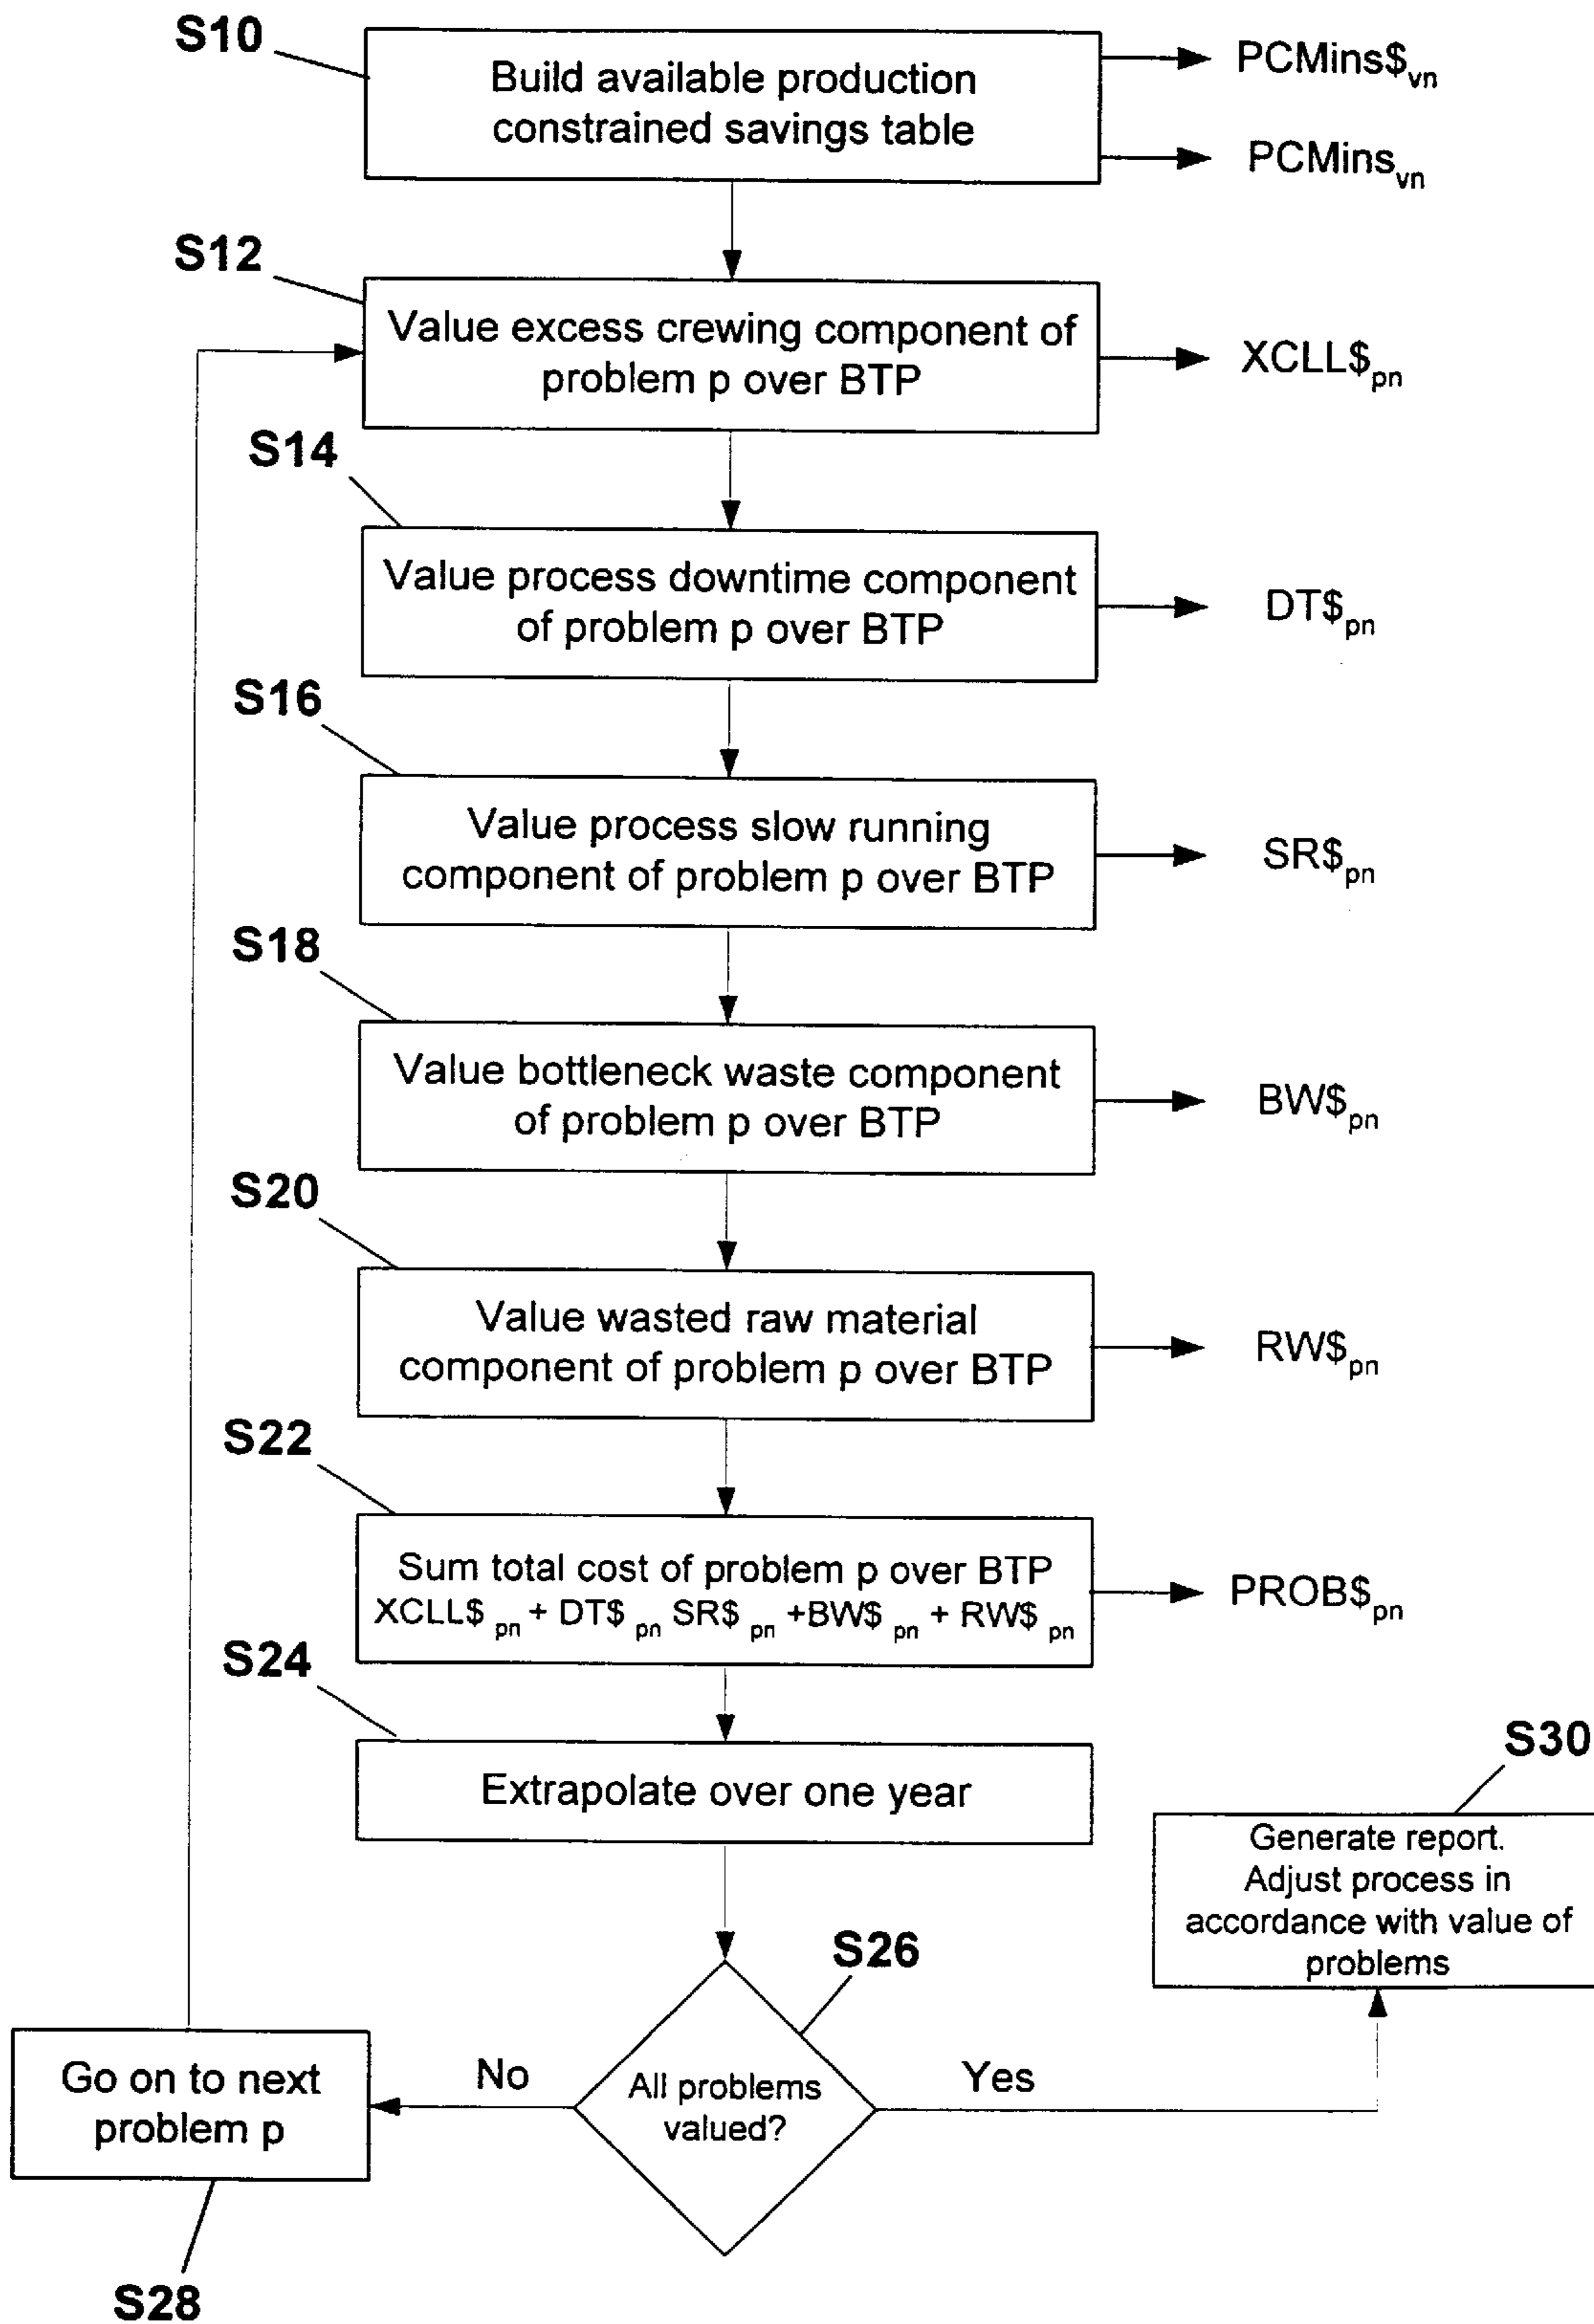 S10
Build available production
constrained savings table
PCMins$vn
PCMinsvn
S12
Value excess crewing component of
problem p over BTP
XCLL$pn
S14
Value process downtime component
of problem p over BTP
DT$pn
S16
Value process slow running
component of problem p over BTP
SR$pn
S18
Value bottleneck waste component
of problem p over BTP
BW$pn
S20
Value wasted raw material
component of problem p over BTP
RW$pn
S22
Sum total cost of problem p over BTP
XCLL$ pn + DT$ pn SR$ pn +BW$ pn + RW$ pn
PROB$pn
S24
Extrapolate over one year
S30
Generate report.
Adjust process in
accordance with value of
problems
S26
All problems
valued?
No
Yes
Go on to next
problem p
S28